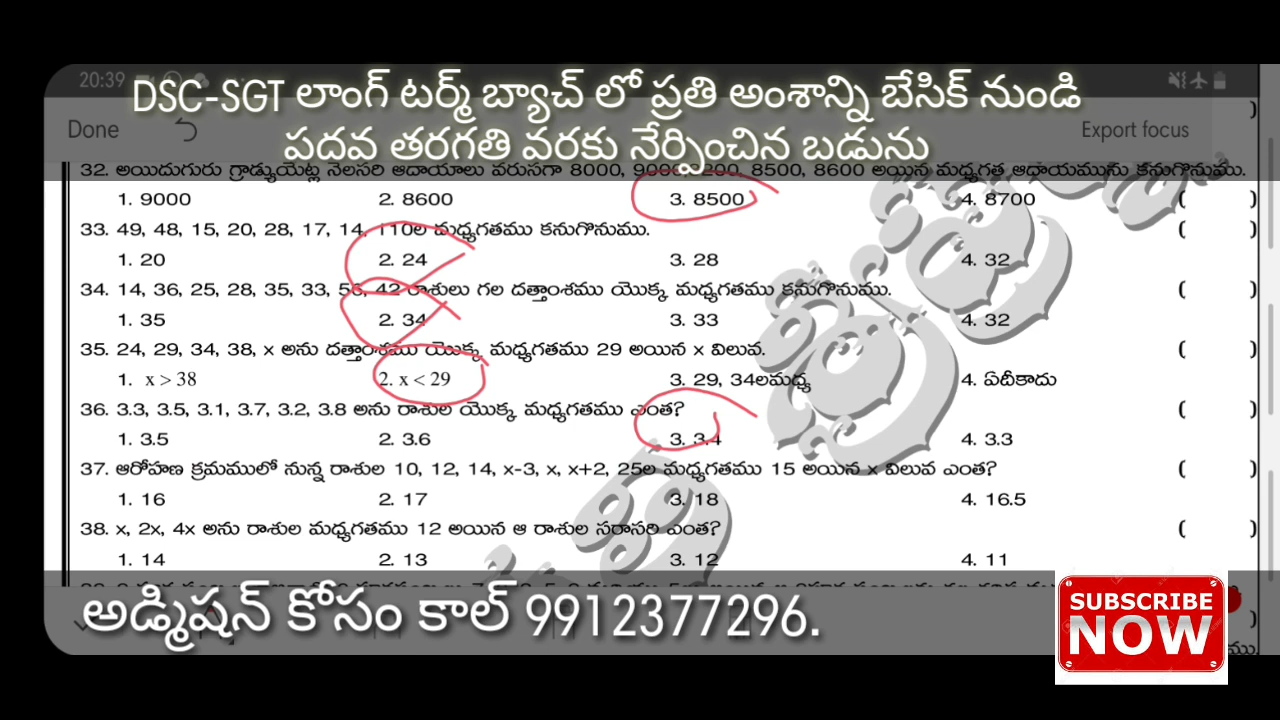 20:39
DSC-SGT లాంగ్ టర్మ్ బ్యాచ్ లో ప్రతి అంశాన్ని బేసిక్ నుండి
పదవ తరగతి వరకు నేర్పించిన బడును
Done
Export focus
32. అయిదుగురు గ్రాడ్యుయేట్ల నెలసరి ఆదాయాలు వరుసగా 8000, 9000, 9200, 8500, 8600 అయిన మధ్యగత ఆదాయమును కనుగొనుము.
1. 9000 2. 8600 3. 8500 4. 8700 ( )
33. 49, 48, 15, 20, 28, 17, 14, 110ల మధ్యగతము కనుగొనుము. ( )
1. 20 2. 24 3. 28 4. 32
34. 14, 36, 25, 28, 35, 33, 56, 42 రాశులు గల దత్తాంశము యొక్క మధ్యగతము కనుగొనుము. ( )
1. 35 2. 34 3. 33 4. 32
35. 24, 29, 34, 38, x అను దత్తాంశము యొక్క మధ్యగతము 29 అయిన x విలువ. ( )
1. x > 38 2. x < 29 3. 29, 34లమధ్య 4. ఏదీకాదు
36. 3.3, 3.5, 3.1, 3.7, 3.2, 3.8 అను రాశుల యొక్క మధ్యగతము ఎంత? ( )
1. 3.5 2. 3.6 3. 3.4 4. 3.3
37. ఆరోహణ క్రమములో నున్న రాశుల 10, 12, 14, x-3, x, x+2, 25ల మధ్యగతము 15 అయిన x విలువ ఎంత? ( )
1. 16 2. 17 3. 18 4. 16.5
38. x, 2x, 4x అను రాశుల మధ్యగతము 12 అయిన ఆ రాశుల సరాసరి ఎంత? ( )
1. 14 2. 13 3. 12 4. 11
అడ్మిషన్ కోసం కాల్ 9912377296.
SUBSCRIBE
NOW